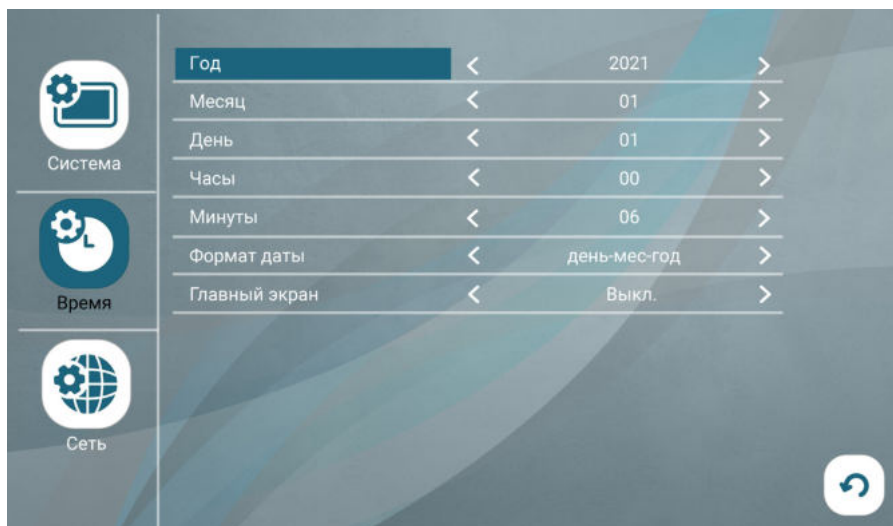 Система
Время
Сеть
Год 2021
Месяц 01
День 01
Часы 00
Минуты 06
Формат даты день-мес-год
Главный экран Выкл.